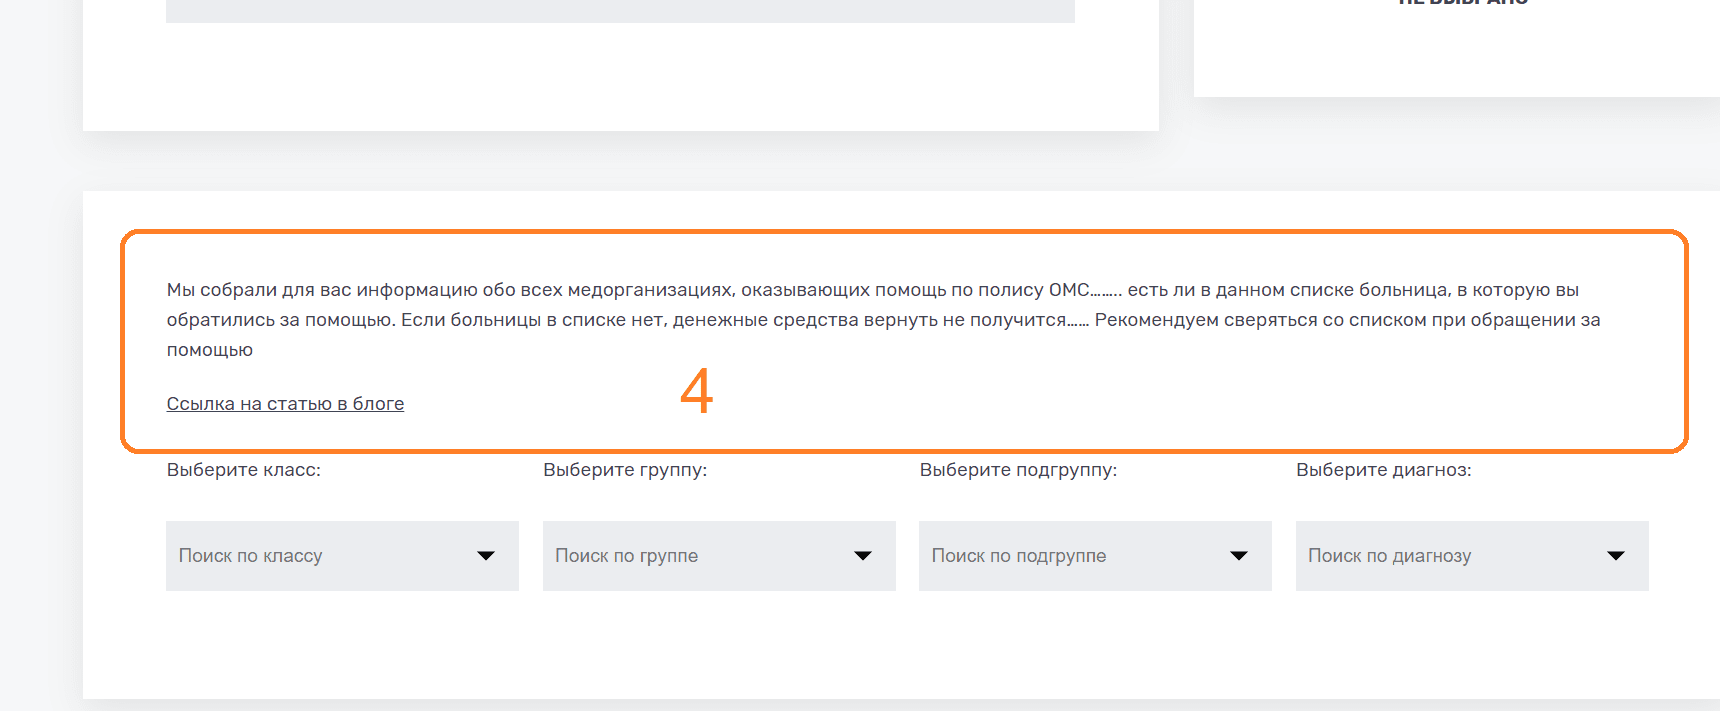 НЕ ВЫБРАНО
Мы собрали для вас информацию обо всех медорганизациях, оказывающих помощь по полису ОМС........ есть ли в данном списке больница, в которую вы
обратились за помощью. Если больницы в списке нет, денежные средства вернуть не получится...... Рекомендуем сверяться со списком при обращении за
помощью
4
Ссылка на статью в блоге
Выберите класс: Выберите группу: Выберите подгруппу: Выберите диагноз:
Поиск по классу Поиск по группе Поиск по подгруппе Поиск по диагнозу